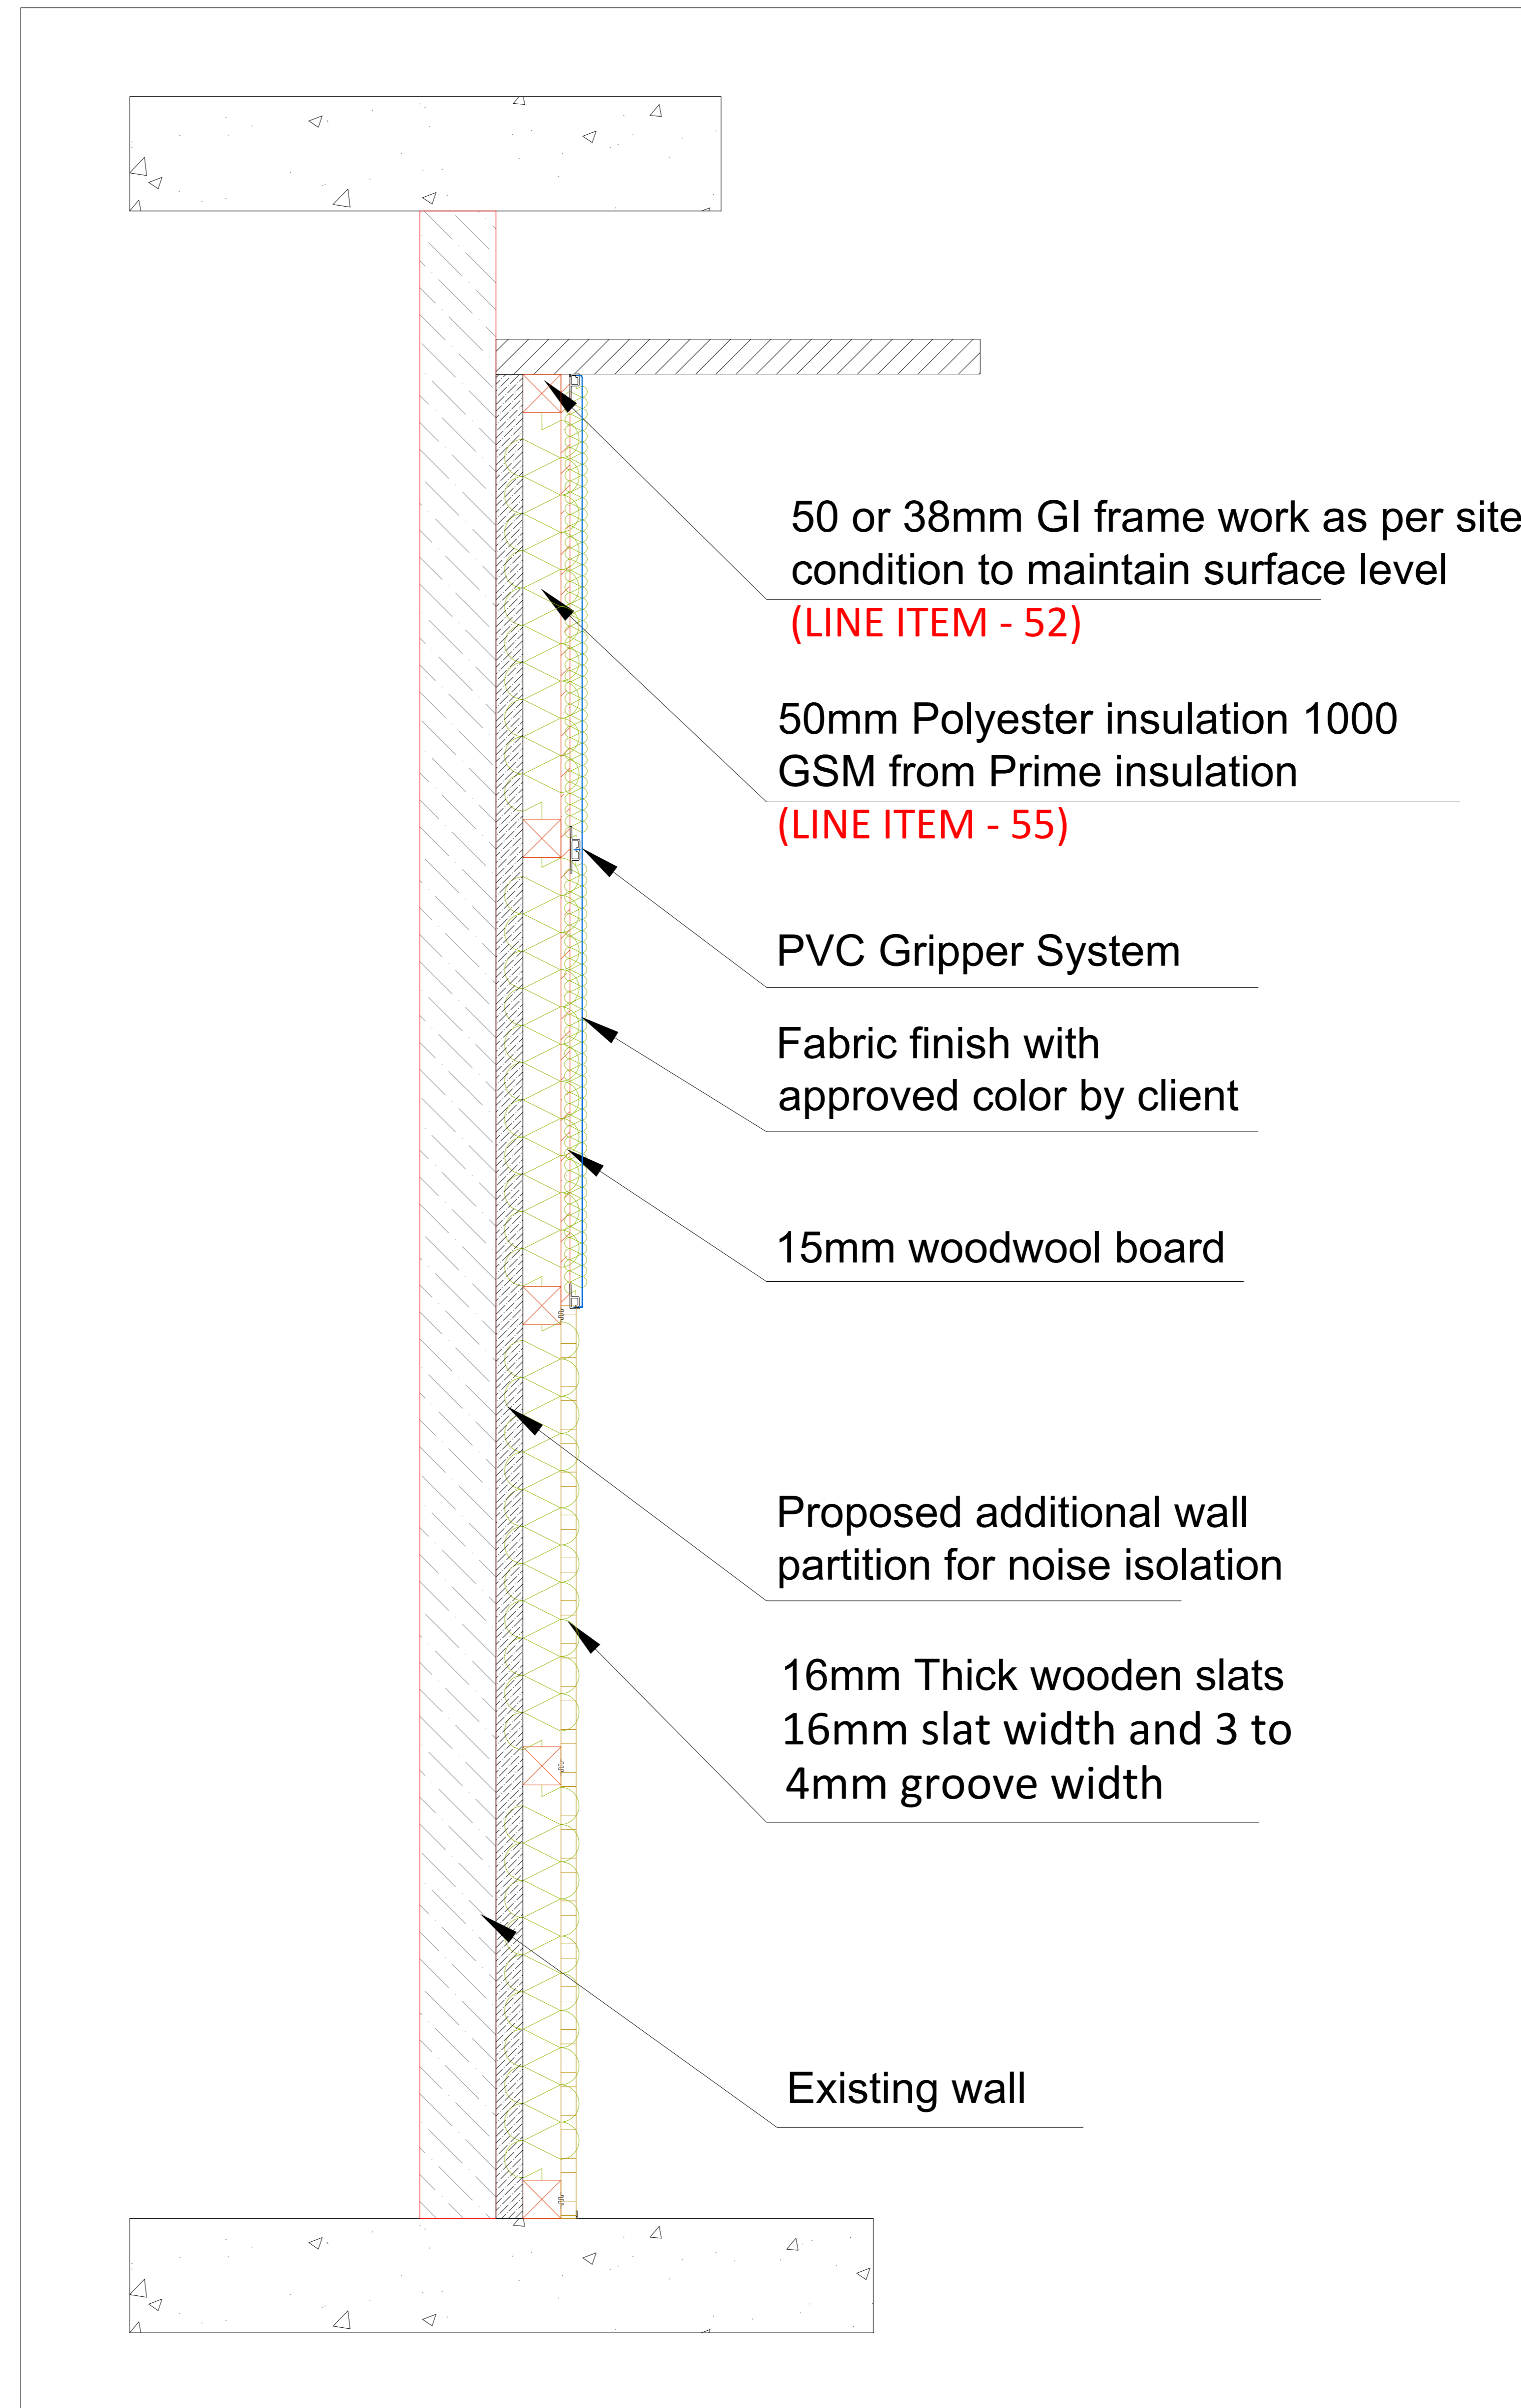 50 or 38mm GI frame work as per site
condition to maintain surface level
(LINE ITEM - 52)
50mm Polyester insulation 1000
GSM from Prime insulation
(LINE ITEM - 55)
PVC Gripper System
Fabric finish with
approved color by client
15mm woodwool board
Proposed additional wall
partition for noise isolation
16mm Thick wooden slats
16mm slat width and 3 to
4mm groove width
Existing wall